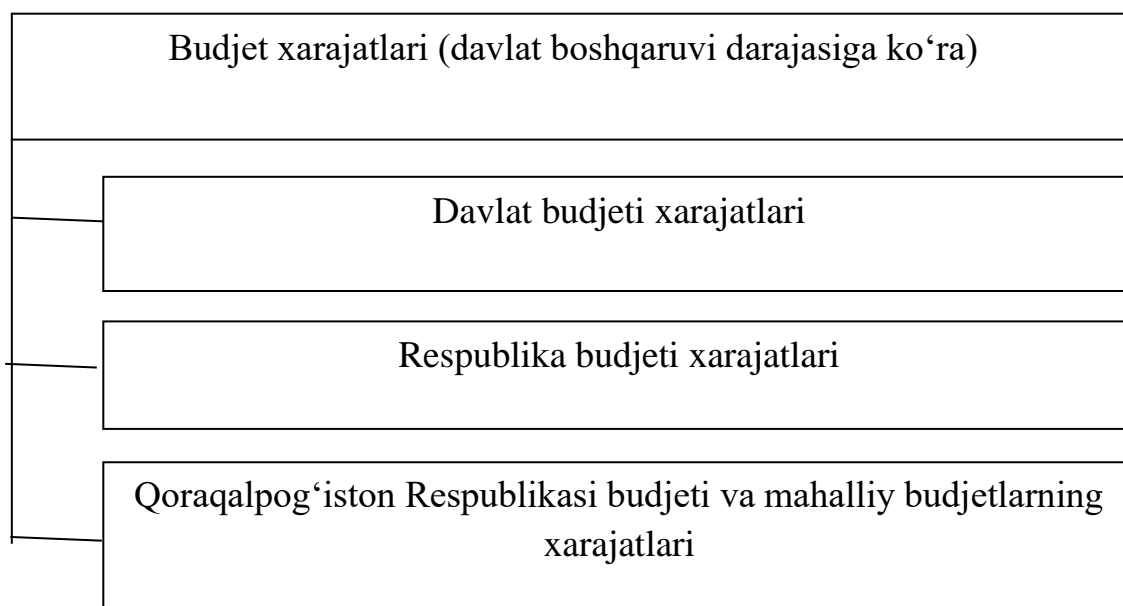 Budjet xarajatlari (davlat boshqaruvi darajasiga ko‘ra)
Davlat budjeti xarajatlari
Respublika budjeti xarajatlari
Qoraqalpog‘iston Respublikasi budjeti va mahalliy budjetlarning
xarajatlari